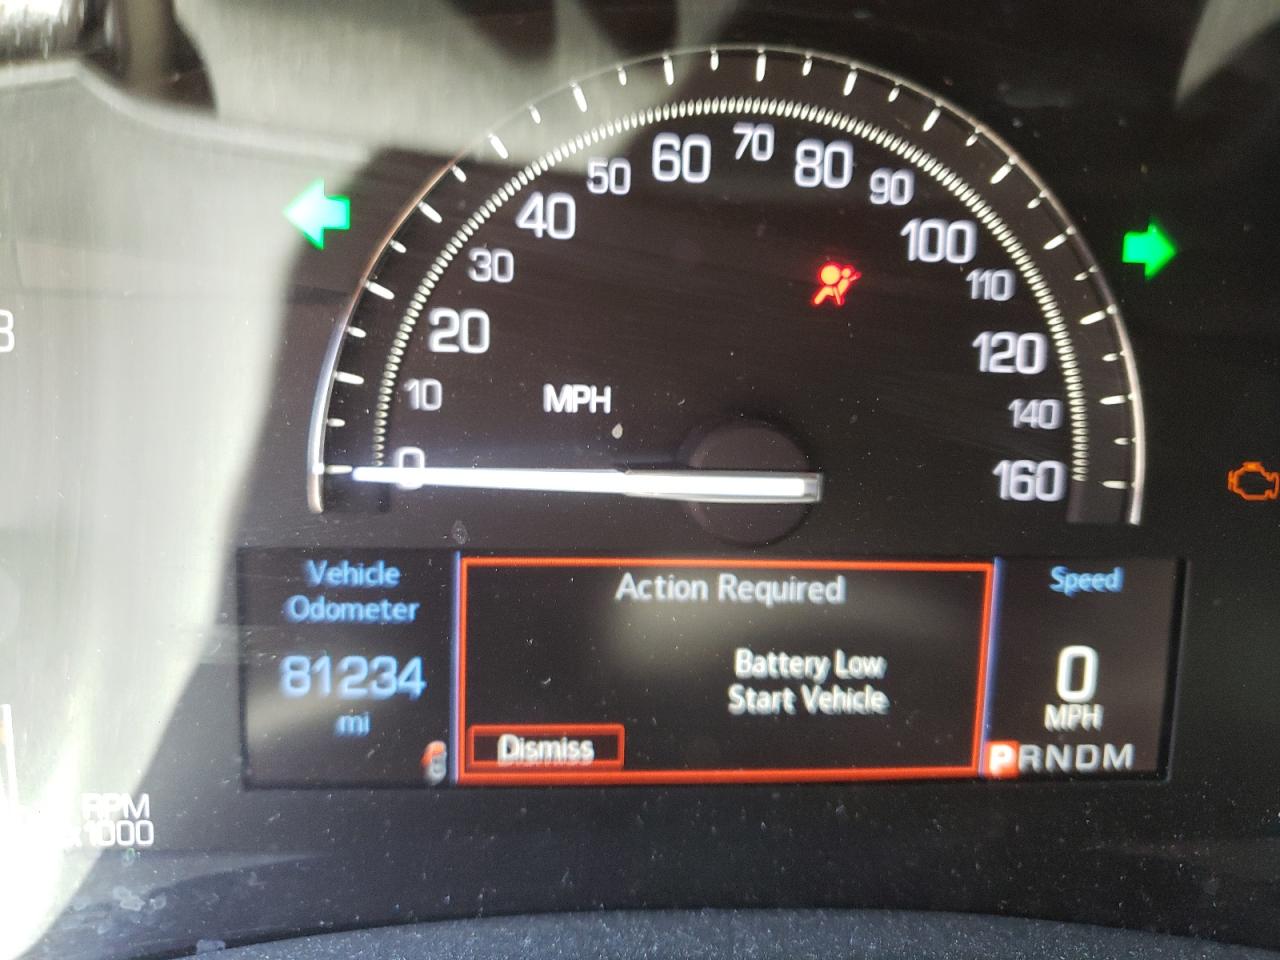 0
10
20
30
40
50
60
70
80
90
100
110
120
140
160
MPH
Vehicle
Odometer
81234
mi
Action Required
Battery Low
Start Vehicle
Dismiss
Speed
0
MPH
PRNDM
RPM
x1000